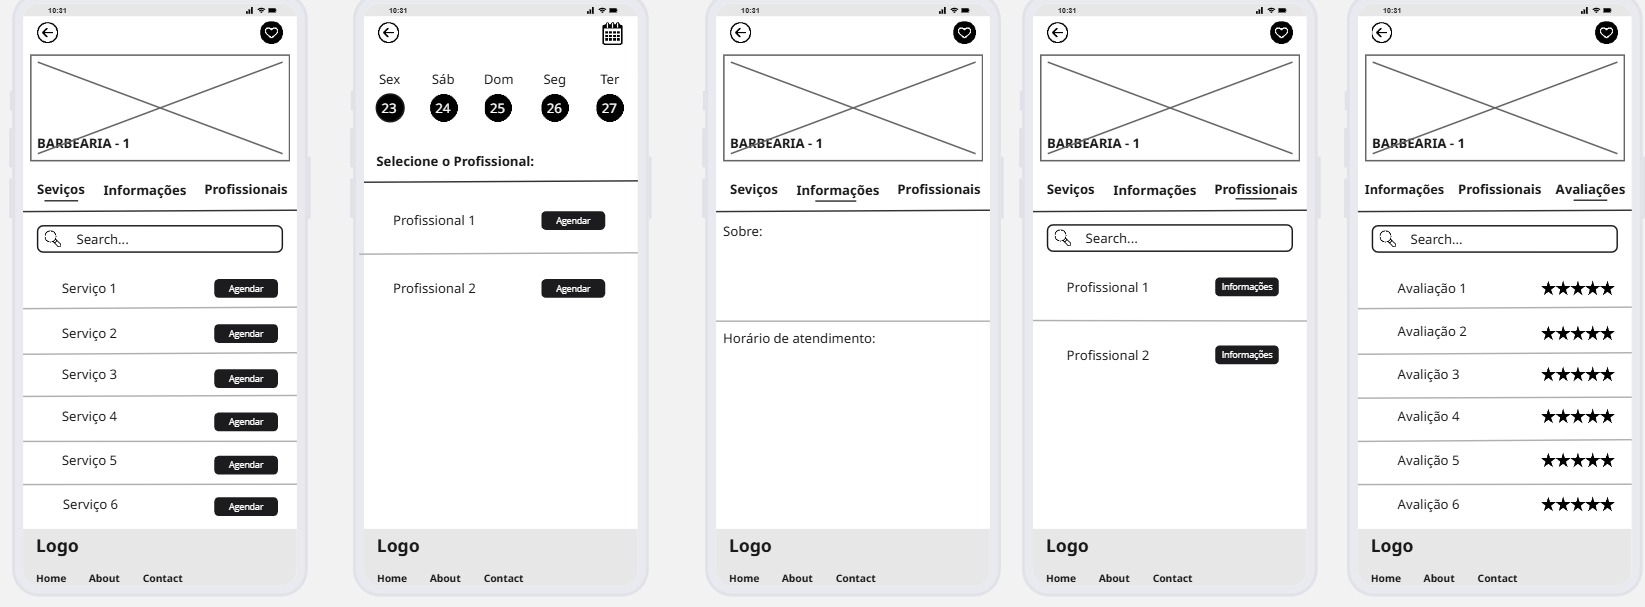 10:31
BARBEARIA - 1
Seviços Informações Profissionais
Search...
Serviço 1 Agendar
Serviço 2 Agendar
Serviço 3 Agendar
Serviço 4 Agendar
Serviço 5 Agendar
Serviço 6 Agendar
Logo
Home About Contact
10:31
Sex Sáb Dom Seg Ter
23 24 25 26 27
Selecione o Profissional:
Profissional 1 Agendar
Profissional 2 Agendar
Logo
Home About Contact
10:31
BARBEARIA - 1
Seviços Informações Profissionais
Sobre:
Horário de atendimento:
Logo
Home About Contact
10:31
BARBEARIA - 1
Seviços Informações Profissionais
Search...
Profissional 1 Informações
Profissional 2 Informações
Logo
Home About Contact
10:31
BARBEARIA - 1
Informações Profissionais Avaliações
Search...
Avaliação 1
Avaliação 2
Avalição 3
Avalição 4
Avalição 5
Avalição 6
Logo
Home About Contact